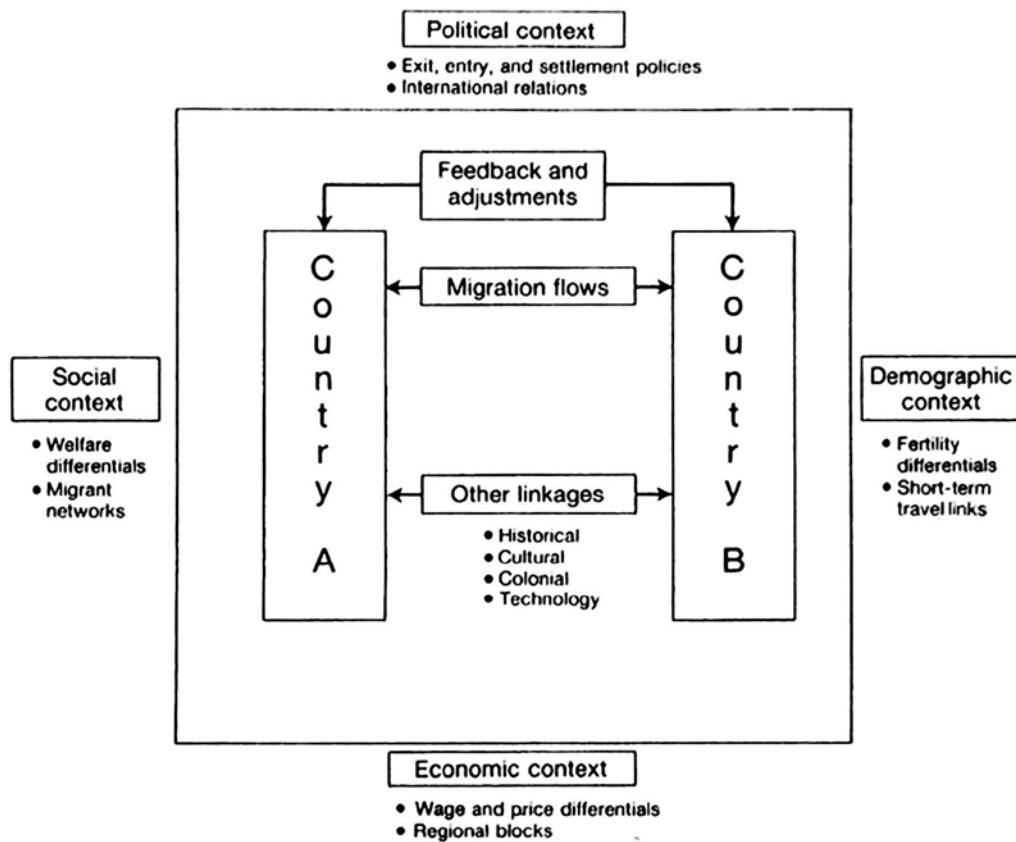 Political context
• Exit, entry, and settlement policies
• International relations
Feedback and
adjustments
Country A
Migration flows
Country B
Social
context
• Welfare
differentials
• Migrant
networks
Demographic
context
• Fertility
differentials
• Short-term
travel links
Other linkages
• Historical
• Cultural
• Colonial
• Technology
Economic context
• Wage and price differentials
• Regional blocks